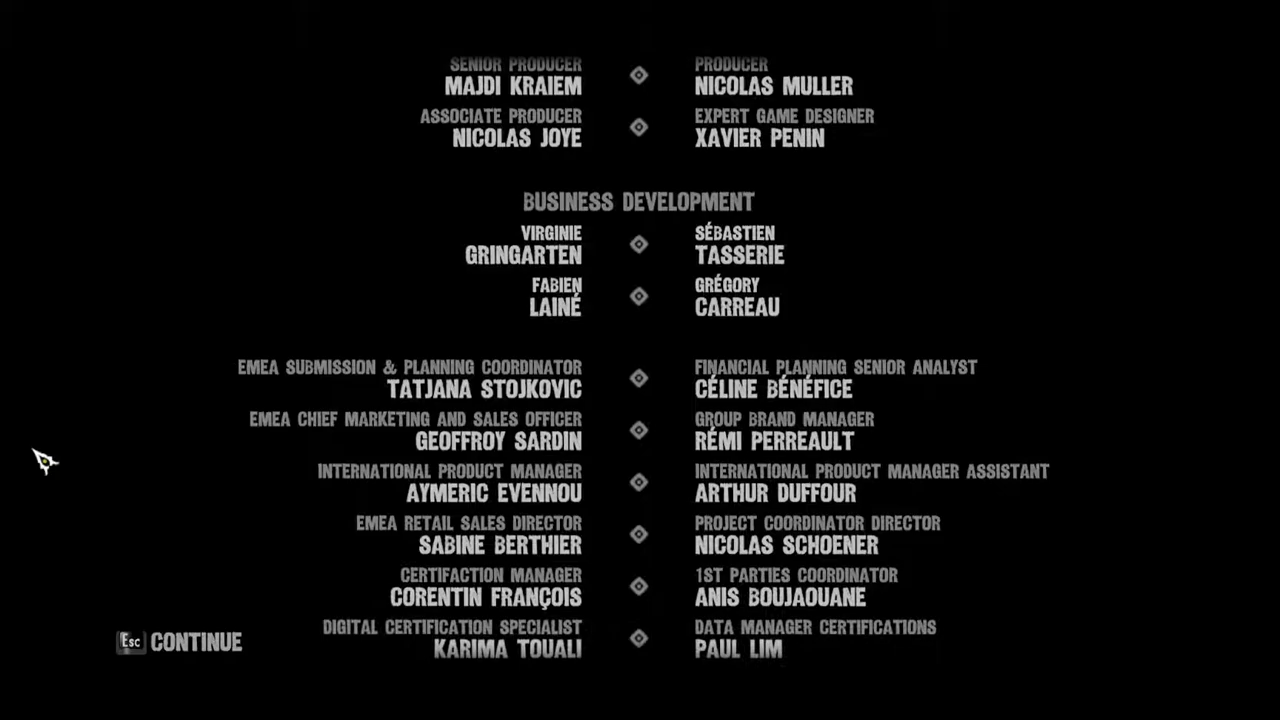 SENIOR PRODUCER
MAJDI KRAIEM
PRODUCER
NICOLAS MULLER
ASSOCIATE PRODUCER
NICOLAS JOYE
EXPERT GAME DESIGNER
XAVIER PENIN
BUSINESS DEVELOPMENT
VIRGINIE
GRINGARTEN
SÉBASTIEN
TASSERIE
FABIEN
LAINÉ
GRÉGORY
CARREAU
EMEA SUBMISSION & PLANNING COORDINATOR
TATJANA STOJKOVIC
FINANCIAL PLANNING SENIOR ANALYST
CÉLINE BÉNÉFICE
EMEA CHIEF MARKETING AND SALES OFFICER
GEOFFROY SARDIN
GROUP BRAND MANAGER
RÉMI PERREAULT
INTERNATIONAL PRODUCT MANAGER
AYMERIC EVENNOU
INTERNATIONAL PRODUCT MANAGER ASSISTANT
ARTHUR DUFFOUR
EMEA RETAIL SALES DIRECTOR
SABINE BERTHIER
PROJECT COORDINATOR DIRECTOR
NICOLAS SCHOENER
CERTIFACTION MANAGER
CORENTIN FRANÇOIS
1ST PARTIES COORDINATOR
ANIS BOUJAOUANE
DIGITAL CERTIFICATION SPECIALIST
KARIMA TOUALI
DATA MANAGER CERTIFICATIONS
PAUL LIM
Esc CONTINUE